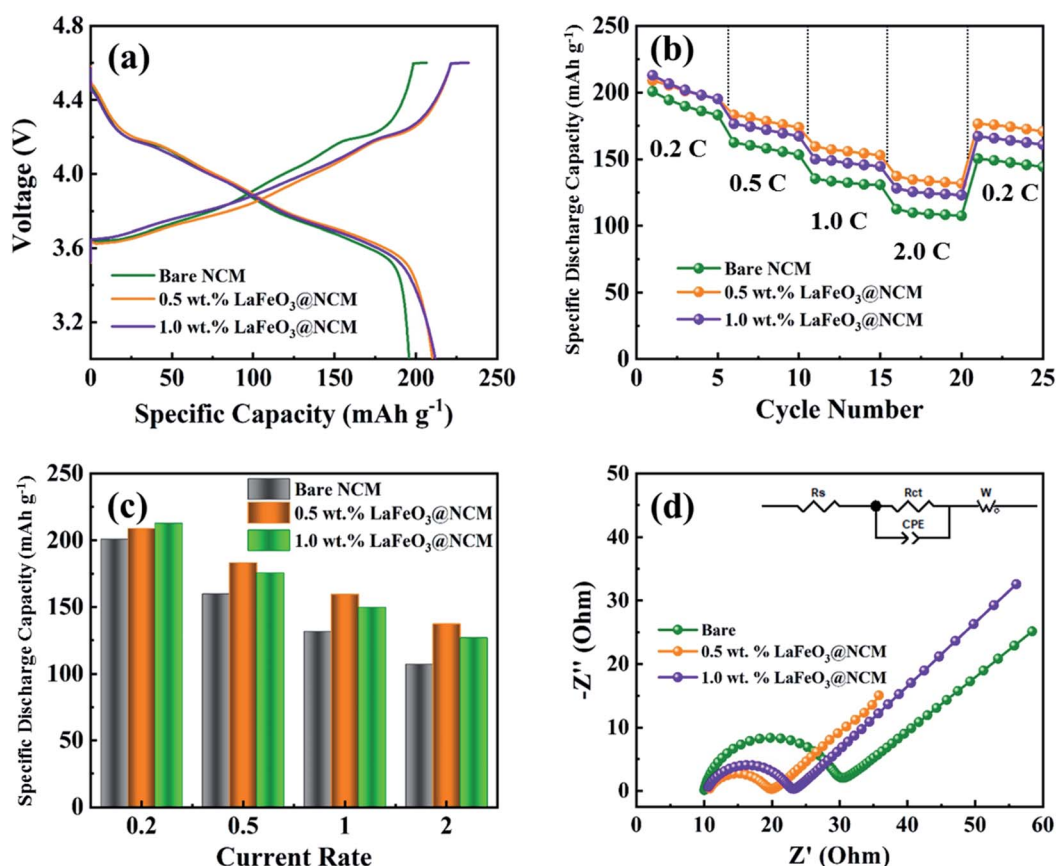 (a)
4.8
4.4
4.0
3.6
3.2
Voltage (V)
Bare NCM
0.5 wt.% LaFeO₃@NCM
1.0 wt.% LaFeO₃@NCM
0 50 100 150 200 250
Specific Capacity (mAh g⁻¹)
(b)
250
200
150
100
50
0
Specific Discharge Capacity (mAh g⁻¹)
0.2 C
0.5 C
1.0 C
2.0 C
0.2 C
Bare NCM
0.5 wt.% LaFeO₃@NCM
1.0 wt.% LaFeO₃@NCM
0 5 10 15 20 25
Cycle Number
(c)
250
200
150
100
50
0
Specific Discharge Capacity (mAh g⁻¹)
Bare NCM
0.5 wt.% LaFeO₃@NCM
1.0 wt.% LaFeO₃@NCM
0.2 0.5 1 2
Current Rate
(d)
50
40
30
20
10
0
-Z'' (Ohm)
Rs Rct W
CPE
Bare
0.5 wt. % LaFeO₃@NCM
1.0 wt. % LaFeO₃@NCM
0 10 20 30 40 50 60
Z' (Ohm)